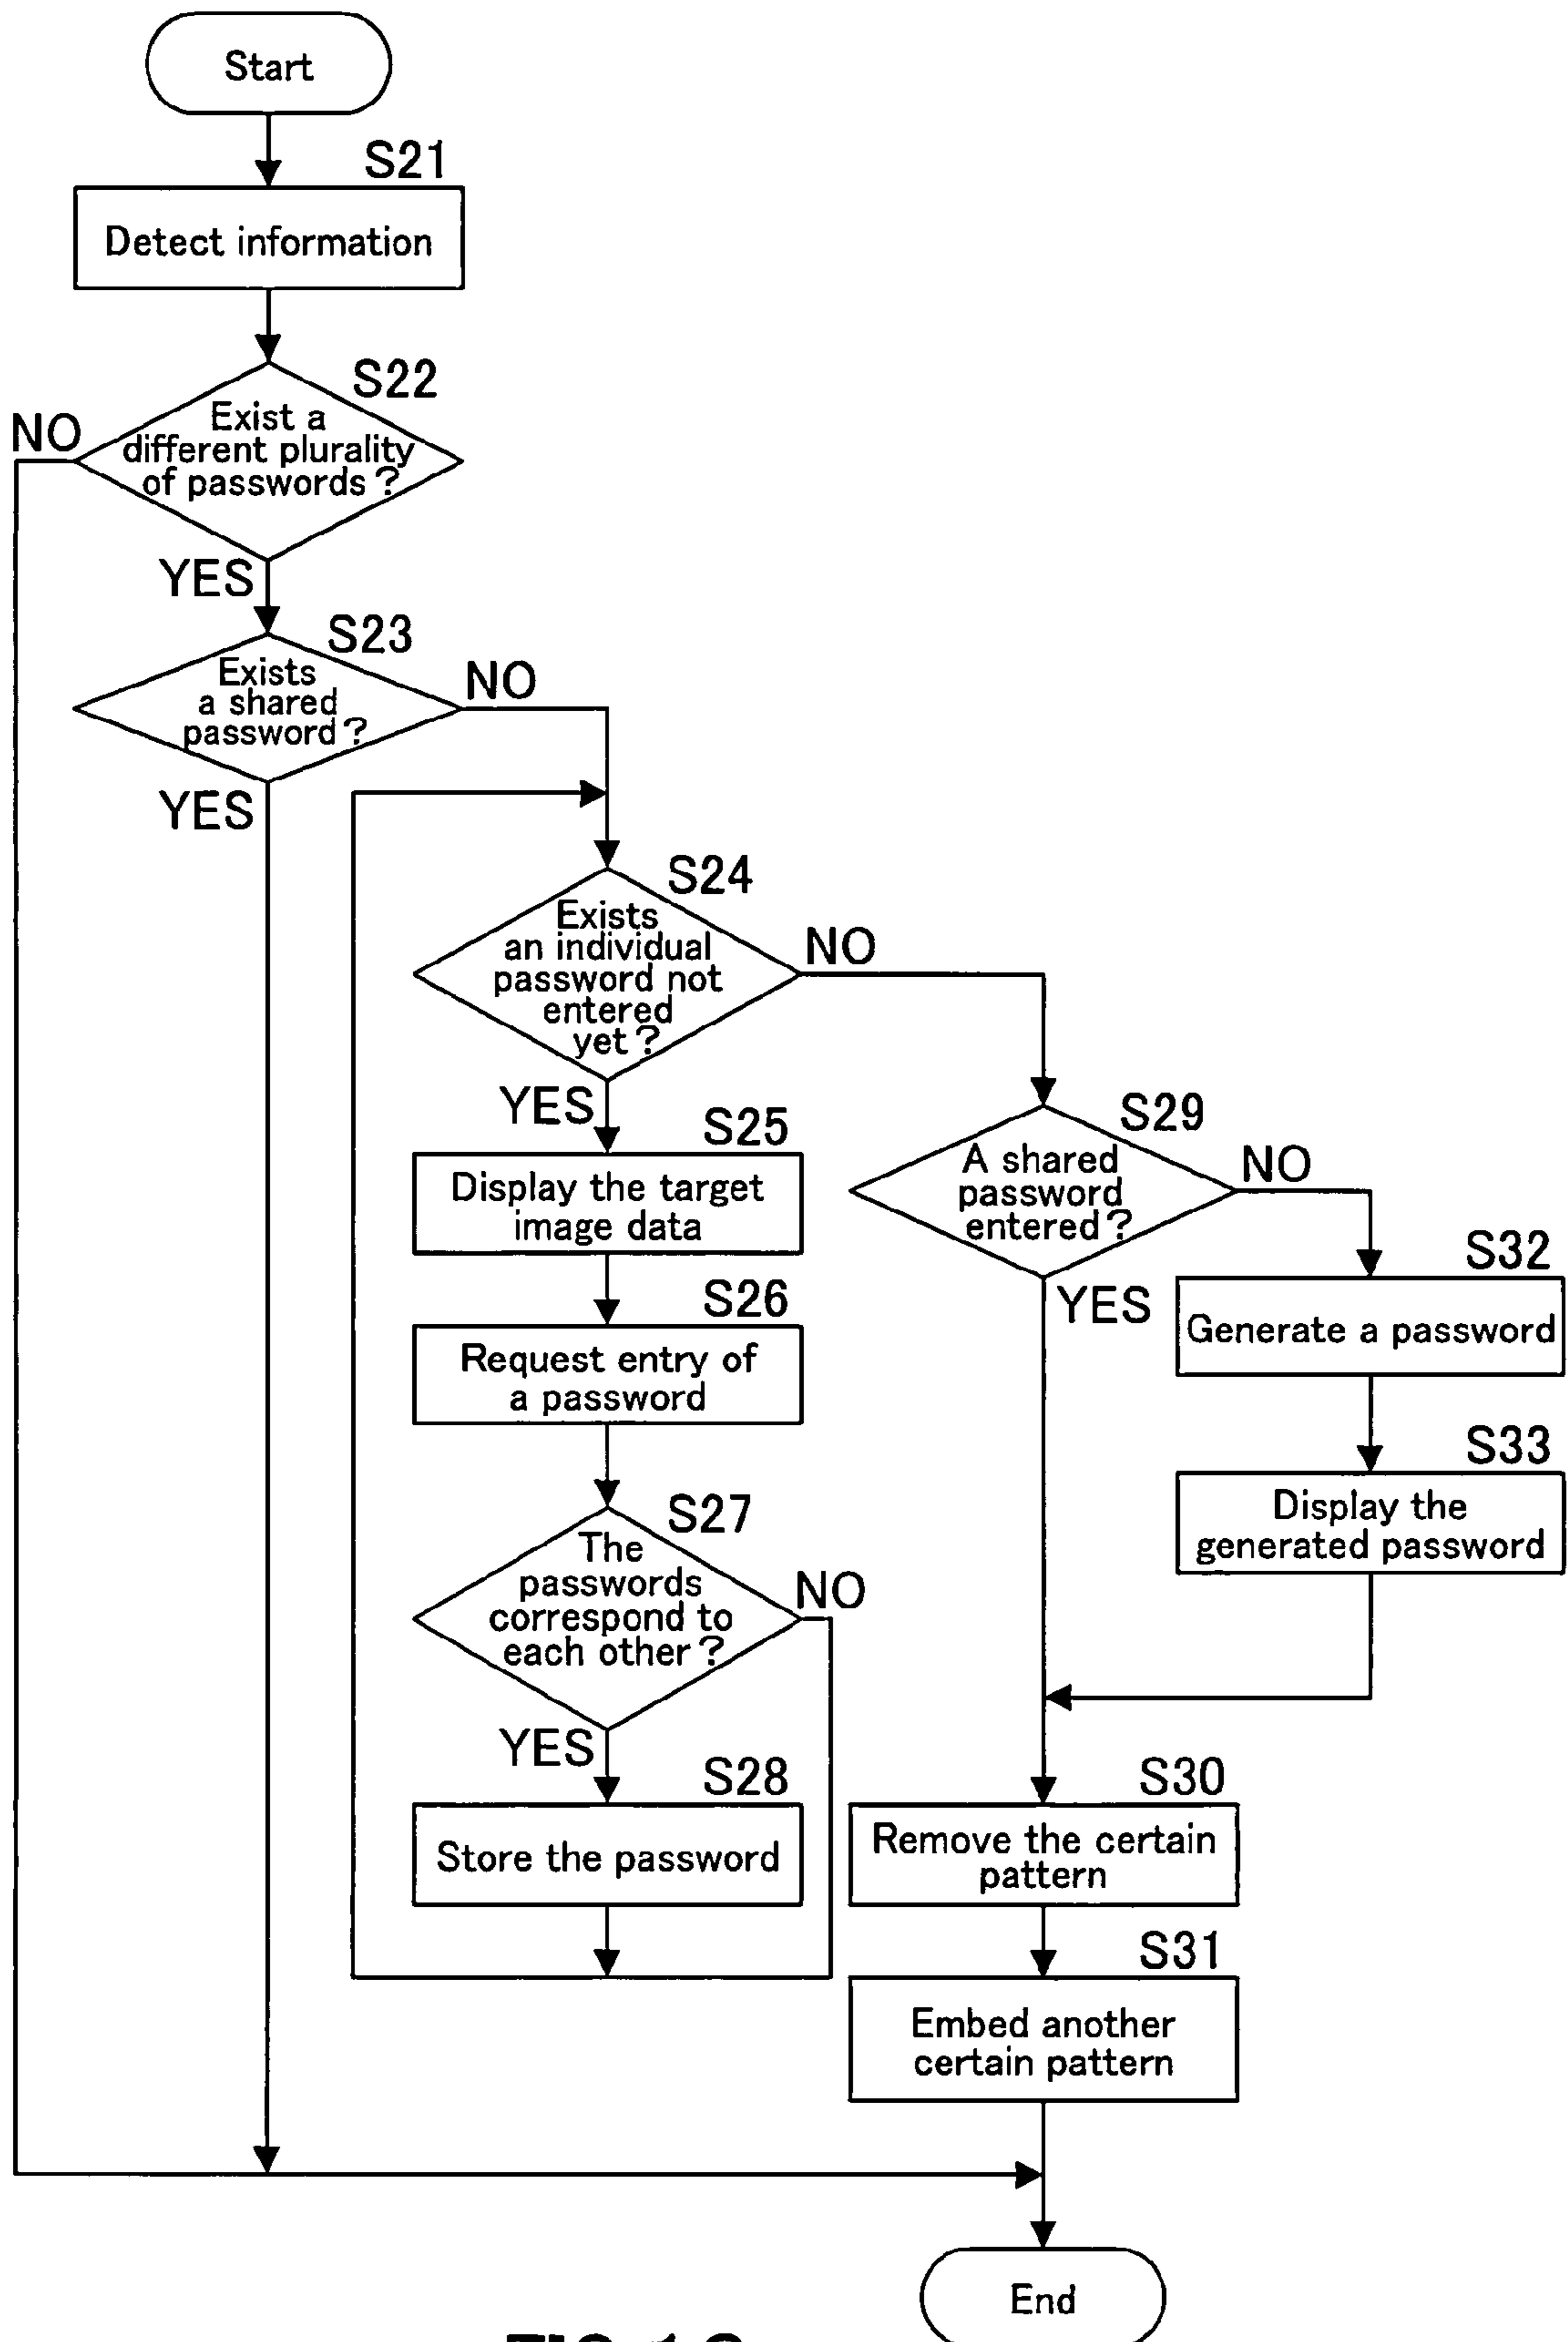 Start
S21
Detect information
S22
Exist a
different plurality
of passwords?
NO
YES
S23
Exists
a shared
password?
NO
YES
S24
Exists
an individual
password not
entered
yet?
NO
YES
S25
Display the target
image data
S26
Request entry of
a password
S27
The
passwords
correspond to
each other?
NO
YES
S28
Store the password
S29
A shared
password
entered?
NO
YES
S32
Generate a password
S33
Display the
generated password
S30
Remove the certain
pattern
S31
Embed another
certain pattern
End